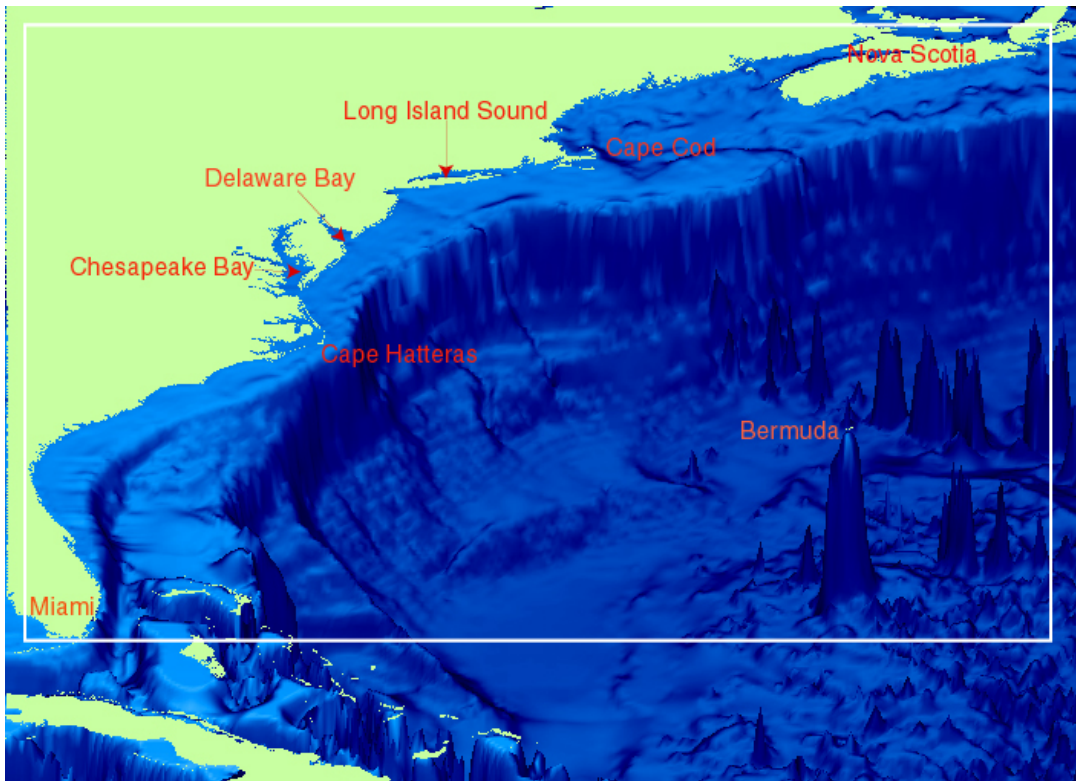 Nova Scotia
Long Island Sound
Cape Cod
Delaware Bay
Chesapeake Bay
Cape Hatteras
Bermuda
Miami